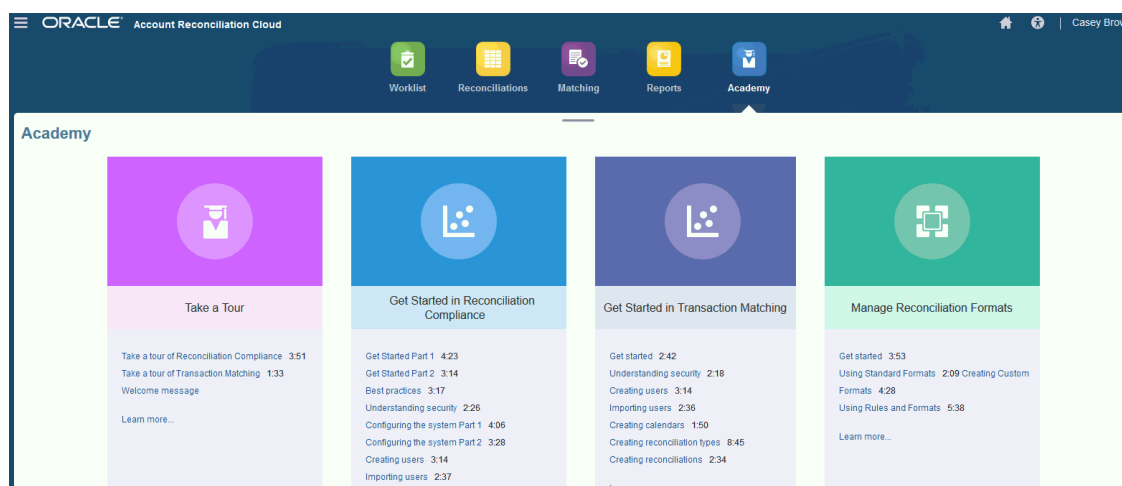 ORACLE Account Reconciliation Cloud
Casey Brow
Worklist Reconciliations Matching Reports Academy
Academy
Take a Tour
Take a tour of Reconciliation Compliance 3:51
Take a tour of Transaction Matching 1:33
Welcome message
Learn more...
Get Started in Reconciliation
Compliance
Get Started Part 1 4:23
Get Started Part 2 3:14
Best practices 3:17
Understanding security 2:26
Configuring the system Part 1 4:06
Configuring the system Part 2 3:28
Creating users 3:14
Importing users 2:37
Get Started in Transaction Matching
Get started 2:42
Understanding security 2:18
Creating users 3:14
Importing users 2:36
Creating calendars 1:50
Creating reconciliation types 8:45
Creating reconciliations 2:34
Manage Reconciliation Formats
Get started 3:53
Using Standard Formats 2:09 Creating Custom
Formats 4:28
Using Rules and Formats 5:38
Learn more...